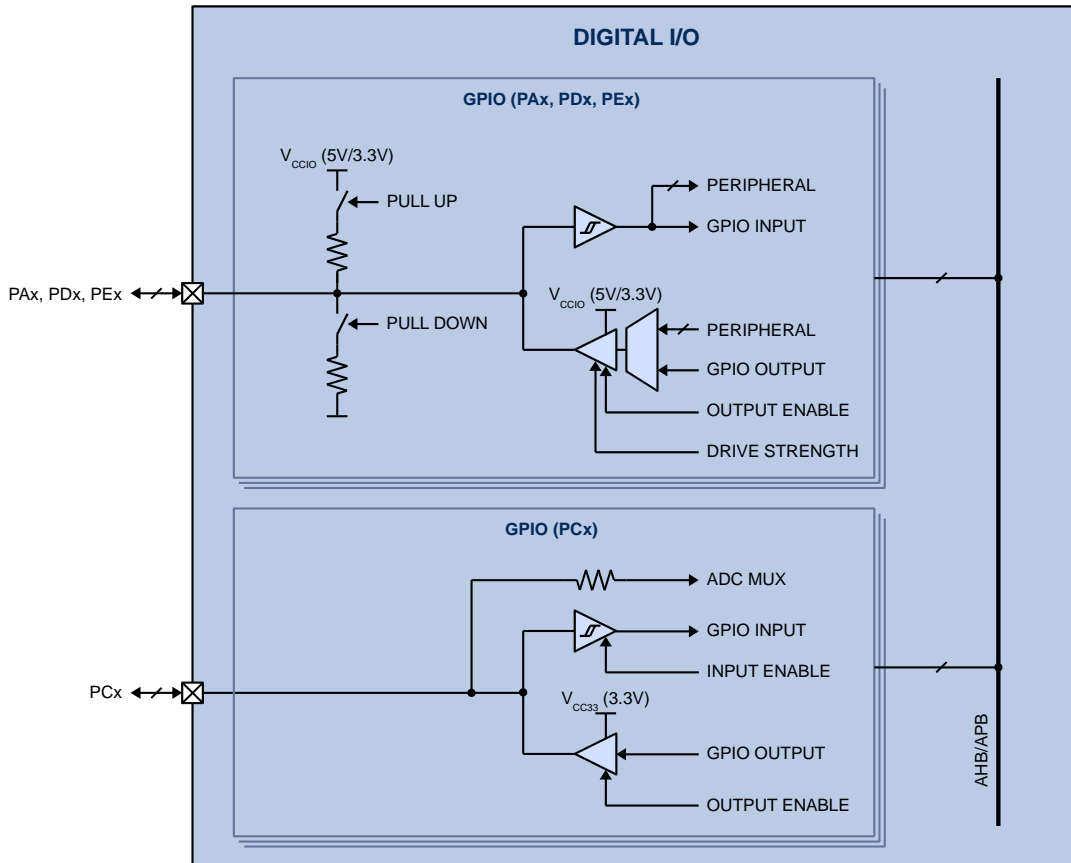 DIGITAL I/O
GPIO (PAx, PDx, PEx)
VCCIO (5V/3.3V)
PULL UP
PERIPHERAL
GPIO INPUT
PAx, PDx, PEx
PULL DOWN
VCCIO (5V/3.3V)
PERIPHERAL
GPIO OUTPUT
OUTPUT ENABLE
DRIVE STRENGTH
GPIO (PCx)
ADC MUX
GPIO INPUT
INPUT ENABLE
PCx
VCC33 (3.3V)
GPIO OUTPUT
OUTPUT ENABLE
AHB/APB